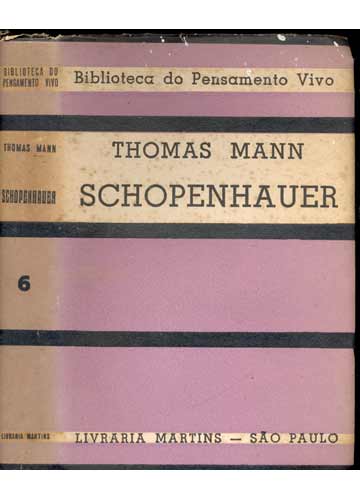 BIBLIOTECA DO
PENSAMENTO VIVO
THOMAS MANN
SCHOPENHAUER
6
LIVRARIA MARTINS
Biblioteca do Pensamento Vivo
THOMAS MANN
SCHOPENHAUER
LIVRARIA MARTINS — SÃO PAULO